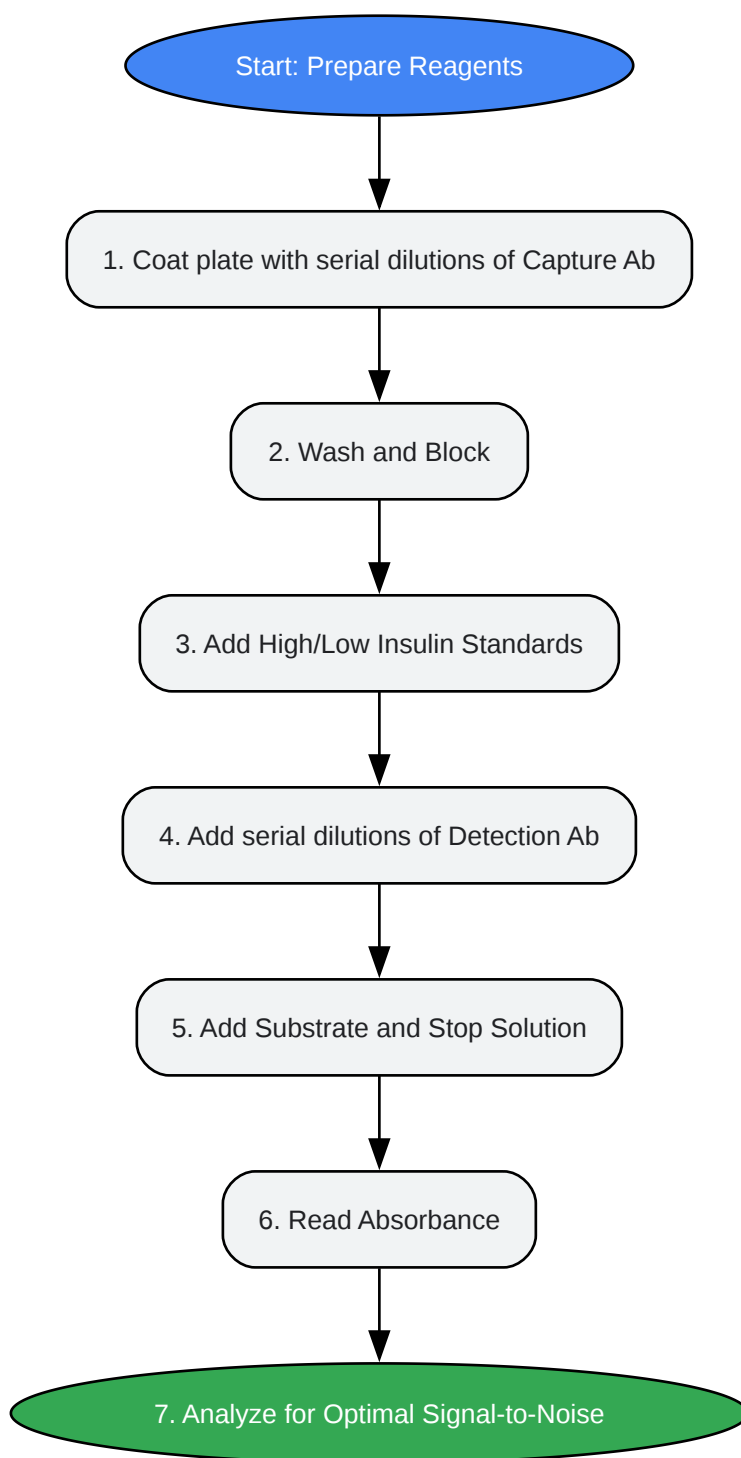 Start: Prepare Reagents
1. Coat plate with serial dilutions of Capture Ab
2. Wash and Block
3. Add High/Low Insulin Standards
4. Add serial dilutions of Detection Ab
5. Add Substrate and Stop Solution
6. Read Absorbance
7. Analyze for Optimal Signal-to-Noise